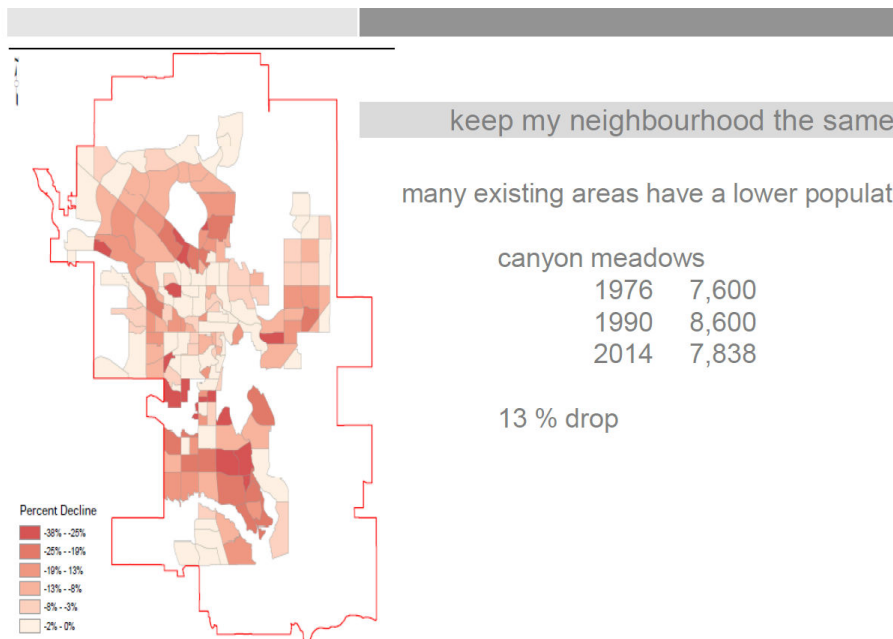 keep my neighbourhood the same
many existing areas have a lower populat
canyon meadows
1976 7,600
1990 8,600
2014 7,838
13 % drop
Percent Decline
-38% - -25%
-25% - -19%
-19% - 13%
-13% - -8%
-8% - -3%
-2% - 0%